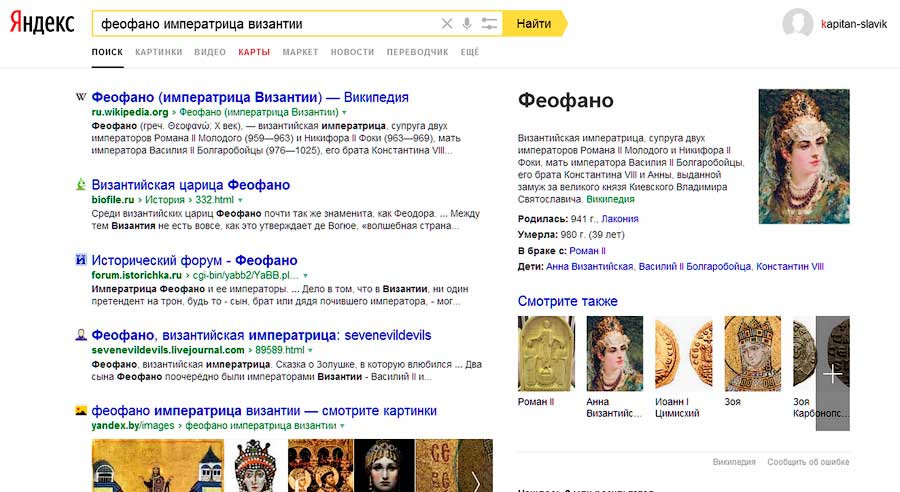 Яндекс
феофано императрица византии
Найти
kapitan-slavik
ПОИСК КАРТИНКИ ВИДЕО КАРТЫ МАРКЕТ НОВОСТИ ПЕРЕВОДЧИК ЕЩЁ
Феофано (императрица Византии) — Википедия
ru.wikipedia.org › Феофано (императрица Византии)
Феофано (греч. Θεοφανώ; X век), — византийская императрица, супруга двух
императоров Романа II Молодого (959—963) и Никифора II Фоки (963—969), мать
императора Василия II Болгаробойцы (976—1025), его брата Константина VIII...
Византийская царица Феофано
biofile.ru › История › 332.html
Среди византийских цариц Феофано почти так же знаменита, как Феодора. ... Между
тем Византия не есть вовсе, как это утверждает де Вогюе, «волшебная страна...
Исторический форум - Феофано
forum.istorichka.ru › cgi-bin/yabb2/YaBB.pl...
Императрица Феофано и ее императоры. ... Дело в том, что в Византии, ни один
претендент на трон, будь то - сын, брат или дядя почившего императора, - мог...
Феофано, византийская императрица: sevenevildevils
sevenevildevils.livejournal.com › 89589.html
Феофано, византийская императрица. Сказка о Золушке, в которую влюбился ... Два
сына Феофано поочерёдно были императорами Византии - Василий II и...
феофано императрица византии — смотрите картинки
yandex.by/images › феофано императрица византии
Феофано
Византийская императрица, супруга двух
императоров Романа II Молодого и Никифора II
Фоки, мать императора Василия II Болгаробойцы,
его брата Константина VIII и Анны, выданной
замуж за великого князя Киевского Владимира
Святославича. Википедия
Родилась: 941 г., Лакония
Умерла: 980 г. (39 лет)
В браке с: Роман II
Дети: Анна Византийская, Василий II Болгаробойца, Константин VIII
Смотрите также
Роман II
Анна
Византийс...
Иоанн I
Цимисхий
Зоя
Зоя
Карбонопс...
Википедия Сообщить об ошибке